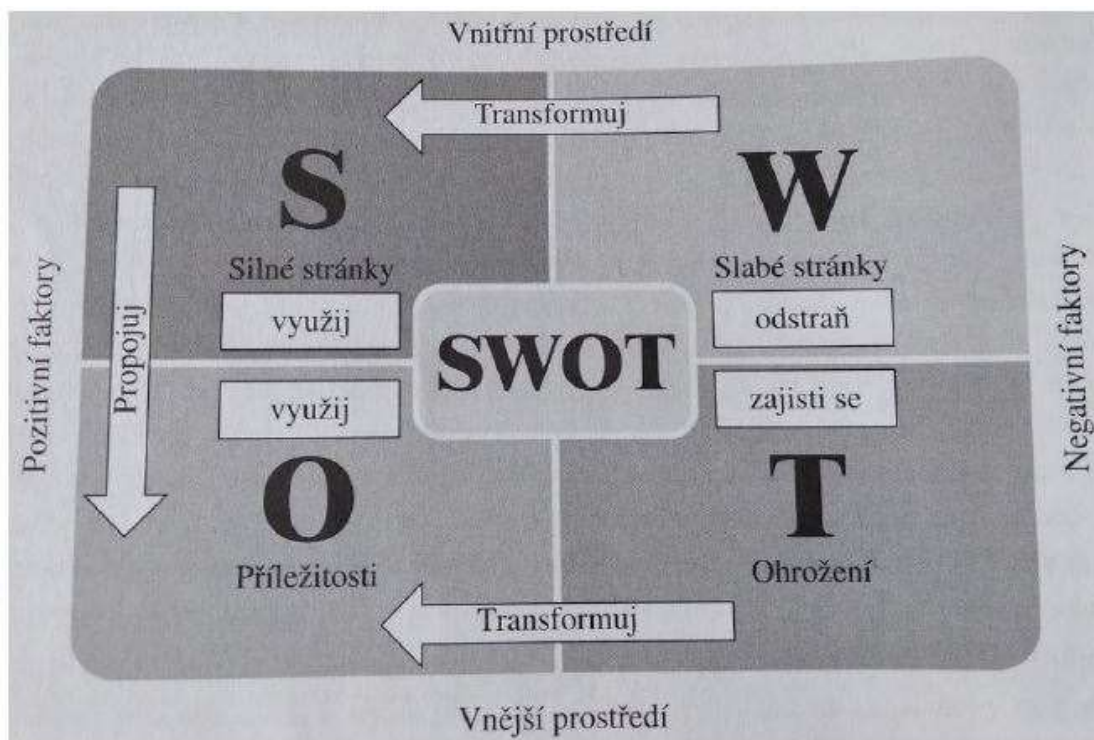 Vnitřní prostředí
Transformuj
S
W
Silné stránky
Slabé stránky
využij
odstraň
Pozitivní faktory
Propojuj
SWOT
Negativní faktory
využij
zajisti se
O
T
Příležitosti
Ohrožení
Transformuj
Vnější prostředí